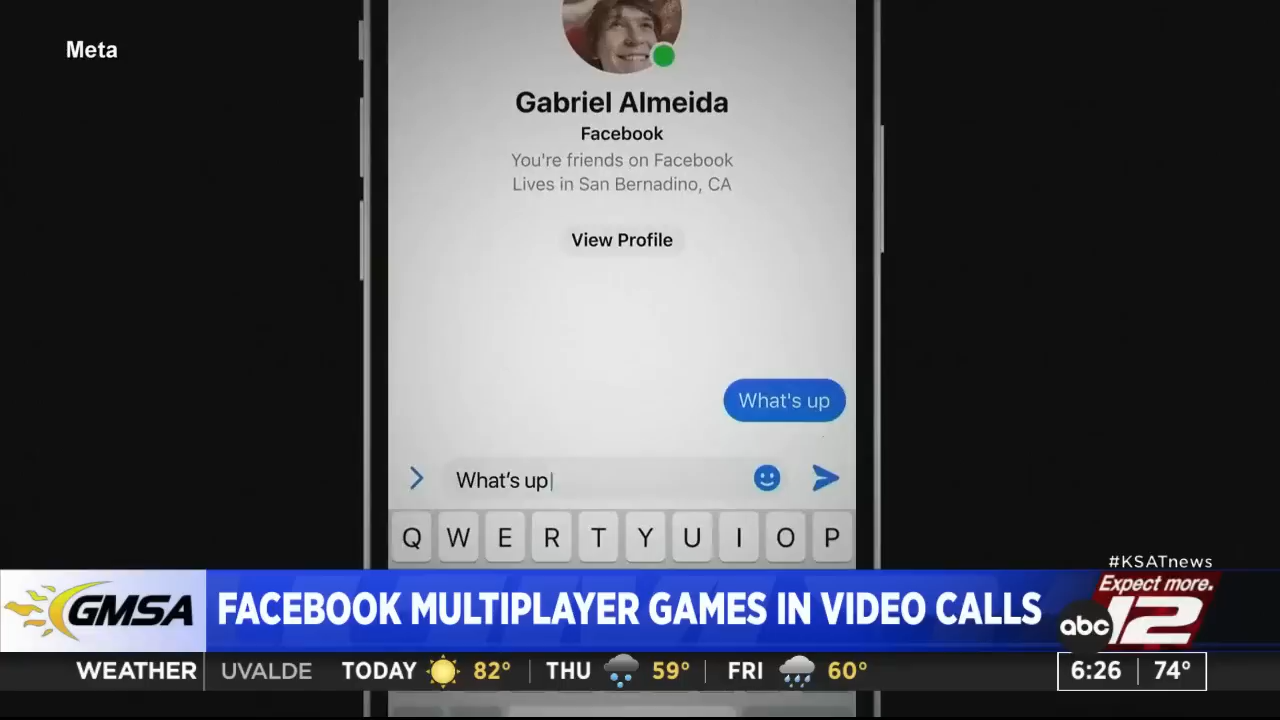 Meta
Gabriel Almeida
Facebook
You're friends on Facebook
Lives in San Bernadino, CA
View Profile
What's up
What's up
Q W E R T Y U I O P
#KSATnews
Expect more.
abc 12
GMSA
FACEBOOK MULTIPLAYER GAMES IN VIDEO CALLS
WEATHER UVALDE TODAY 82° THU 59° FRI 60° 6:26 74°